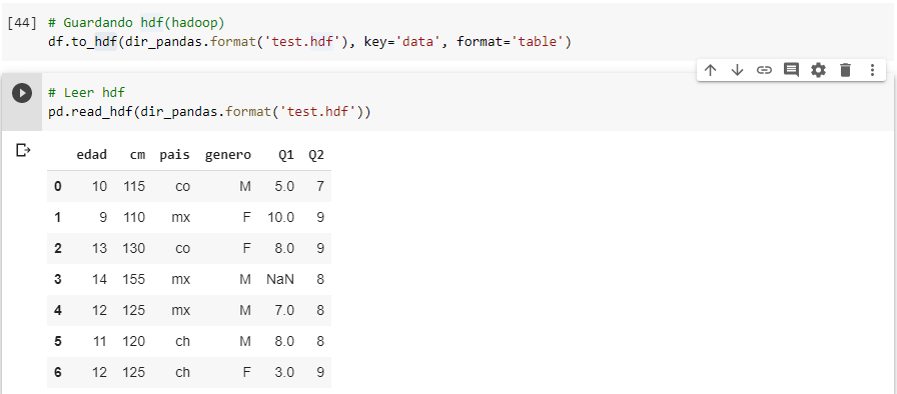 [44] # Guardando hdf(hadoop)
df.to_hdf(dir_pandas.format('test.hdf'), key='data', format='table')
# Leer hdf
pd.read_hdf(dir_pandas.format('test.hdf'))
edad cm pais genero Q1 Q2
0 10 115 co M 5.0 7
1 9 110 mx F 10.0 9
2 13 130 co F 8.0 9
3 14 155 mx M NaN 8
4 12 125 mx M 7.0 8
5 11 120 ch M 8.0 8
6 12 125 ch F 3.0 9